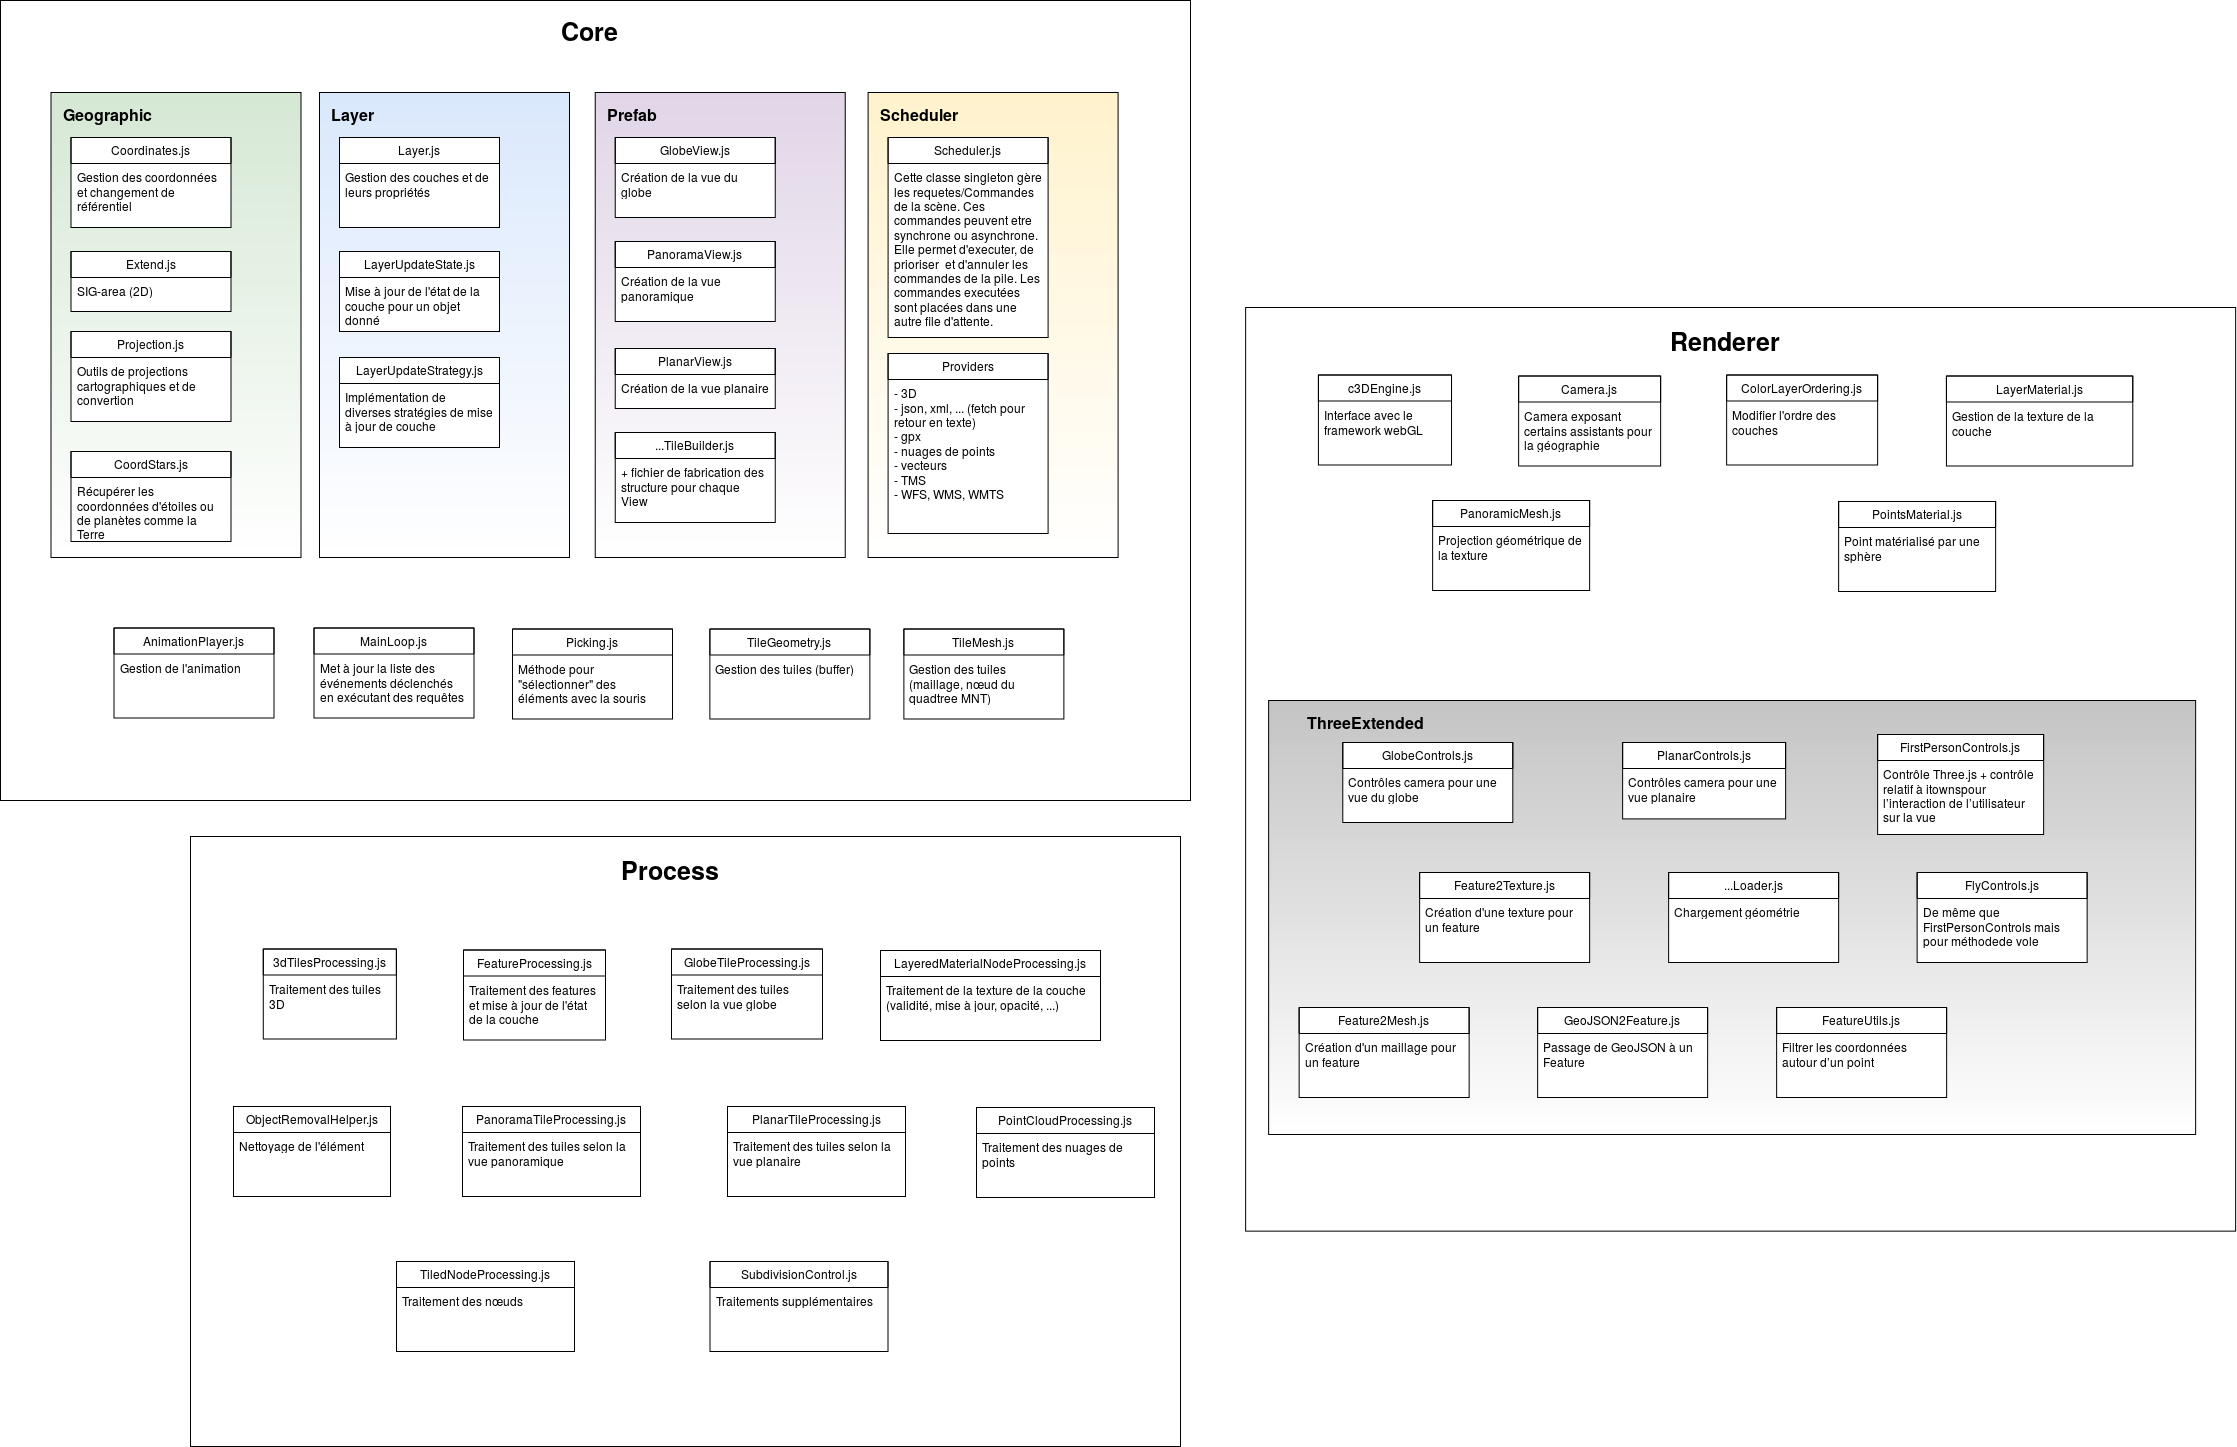 Core
Geographic
Coordinates.js
Gestion des coordonnées
et changement de
référentiel
Extend.js
SIG-area (2D)
Projection.js
Outils de projections
cartographiques et de
convertion
CoordStars.js
Récupérer les
coordonnées d'étoiles ou
de planètes comme la
Terre
Layer
Layer.js
Gestion des couches et de
leurs propriétés
LayerUpdateState.js
Mise à jour de l'état de la
couche pour un objet
donné
LayerUpdateStrategy.js
Implémentation de
diverses stratégies de mise
à jour de couche
Prefab
GlobeView.js
Création de la vue du
globe
PanoramaView.js
Création de la vue
panoramique
PlanarView.js
Création de la vue planaire
...TileBuilder.js
+ fichier de fabrication des
structure pour chaque
View
Scheduler
Scheduler.js
Cette classe singleton gère
les requetes/Commandes
de la scène. Ces
commandes peuvent etre
synchrone ou asynchrone.
Elle permet d'executer, de
prioriser  et d'annuler les
commandes de la pile. Les
commandes executées
sont placées dans une
autre file d'attente.
Providers
- 3D
- json, xml, ... (fetch pour
retour en texte)
- gpx
- nuages de points
- vecteurs
- TMS
- WFS, WMS, WMTS
AnimationPlayer.js
Gestion de l'animation
MainLoop.js
Met à jour la liste des
événements déclenchés
en exécutant des requêtes
Picking.js
Méthode pour
"sélectionner" des
éléments avec la souris
TileGeometry.js
Gestion des tuiles (buffer)
TileMesh.js
Gestion des tuiles
(maillage, nœud du
quadtree MNT)
Process
3dTilesProcessing.js
Traitement des tuiles
3D
FeatureProcessing.js
Traitement des features
et mise à jour de l'état
de la couche
GlobeTileProcessing.js
Traitement des tuiles
selon la vue globe
LayeredMaterialNodeProcessing.js
Traitement de la texture de la couche
(validité, mise à jour, opacité, ...)
ObjectRemovalHelper.js
Nettoyage de l'élément
PanoramaTileProcessing.js
Traitement des tuiles selon la
vue panoramique
PlanarTileProcessing.js
Traitement des tuiles selon la
vue planaire
PointCloudProcessing.js
Traitement des nuages de
points
TiledNodeProcessing.js
Traitement des nœuds
SubdivisionControl.js
Traitements supplémentaires
Renderer
c3DEngine.js
Interface avec le
framework webGL
Camera.js
Camera exposant
certains assistants pour
la géographie
ColorLayerOrdering.js
Modifier l'ordre des
couches
LayerMaterial.js
Gestion de la texture de la
couche
PanoramicMesh.js
Projection géométrique de
la texture
PointsMaterial.js
Point matérialisé par une
sphère
ThreeExtended
GlobeControls.js
Contrôles camera pour une
vue du globe
PlanarControls.js
Contrôles camera pour une
vue planaire
FirstPersonControls.js
Contrôle Three.js + contrôle
relatif à itownspour
l'interaction de l'utilisateur
sur la vue
Feature2Texture.js
Création d'une texture pour
un feature
...Loader.js
Chargement géométrie
FlyControls.js
De même que
FirstPersonControls mais
pour méthodede vole
Feature2Mesh.js
Création d'un maillage pour
un feature
GeoJSON2Feature.js
Passage de GeoJSON à un
Feature
FeatureUtils.js
Filtrer les coordonnées
autour d'un point